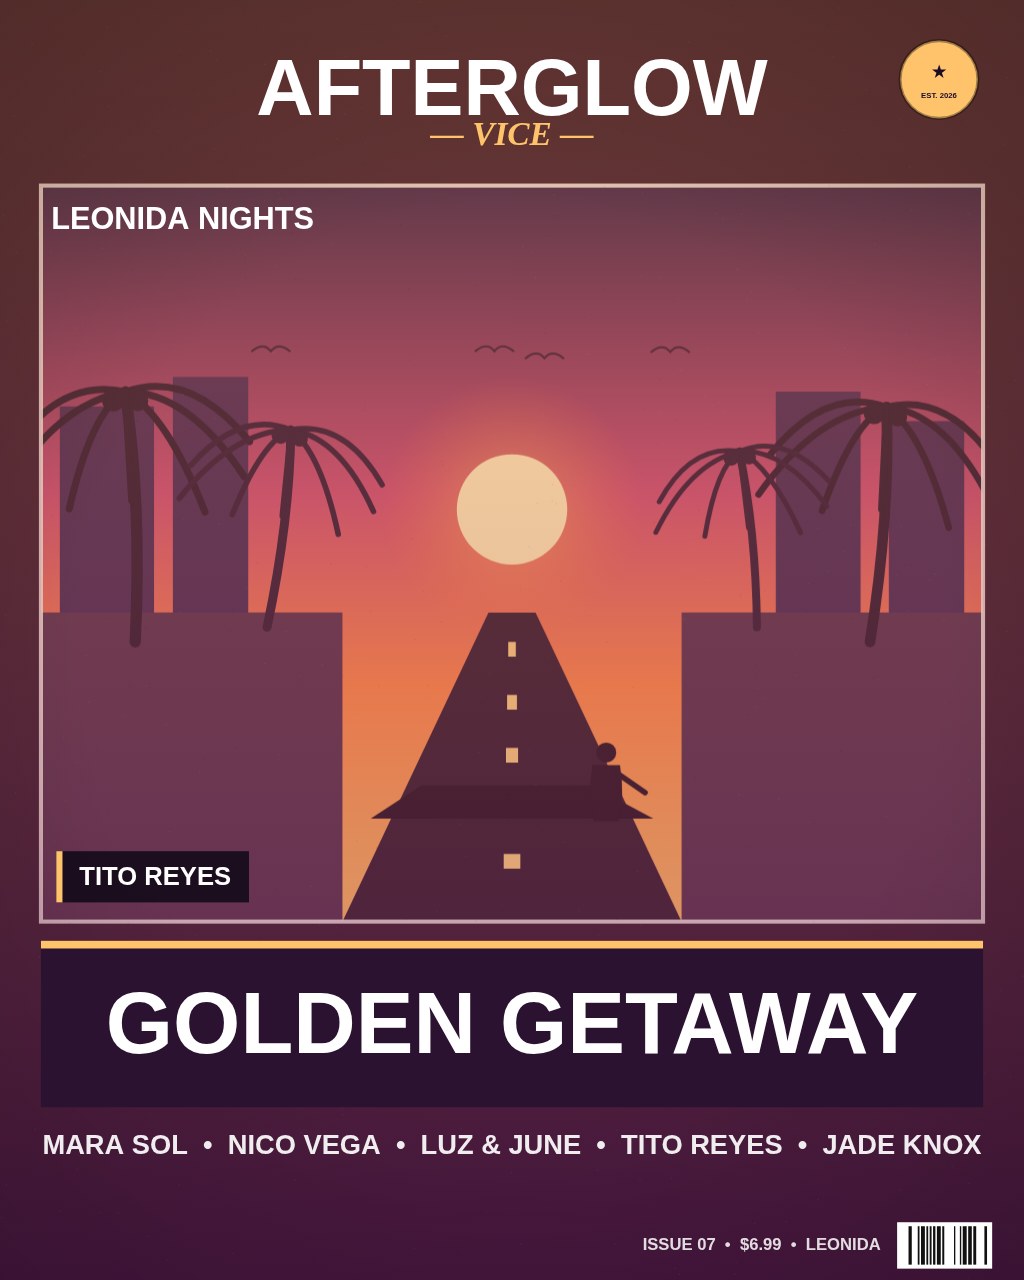 AFTERGLOW
— VICE —
★
EST. 2026
LEONIDA NIGHTS
TITO REYES
GOLDEN GETAWAY
MARA SOL • NICO VEGA • LUZ & JUNE • TITO REYES • JADE KNOX
ISSUE 07 • $6.99 • LEONIDA